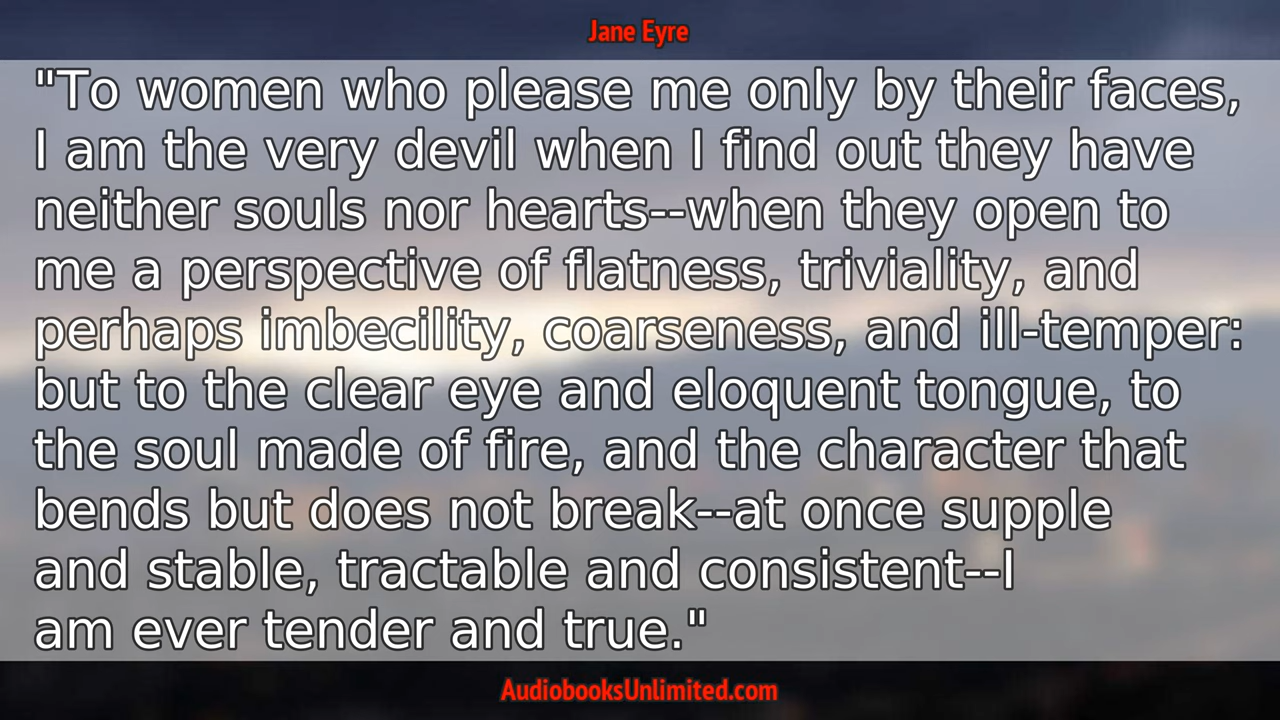 Jane Eyre
"To women who please me only by their faces,
I am the very devil when I find out they have
neither souls nor hearts--when they open to
me a perspective of flatness, triviality, and
perhaps imbecility, coarseness, and ill-temper:
but to the clear eye and eloquent tongue, to
the soul made of fire, and the character that
bends but does not break--at once supple
and stable, tractable and consistent--I
am ever tender and true."
AudiobooksUnlimited.com